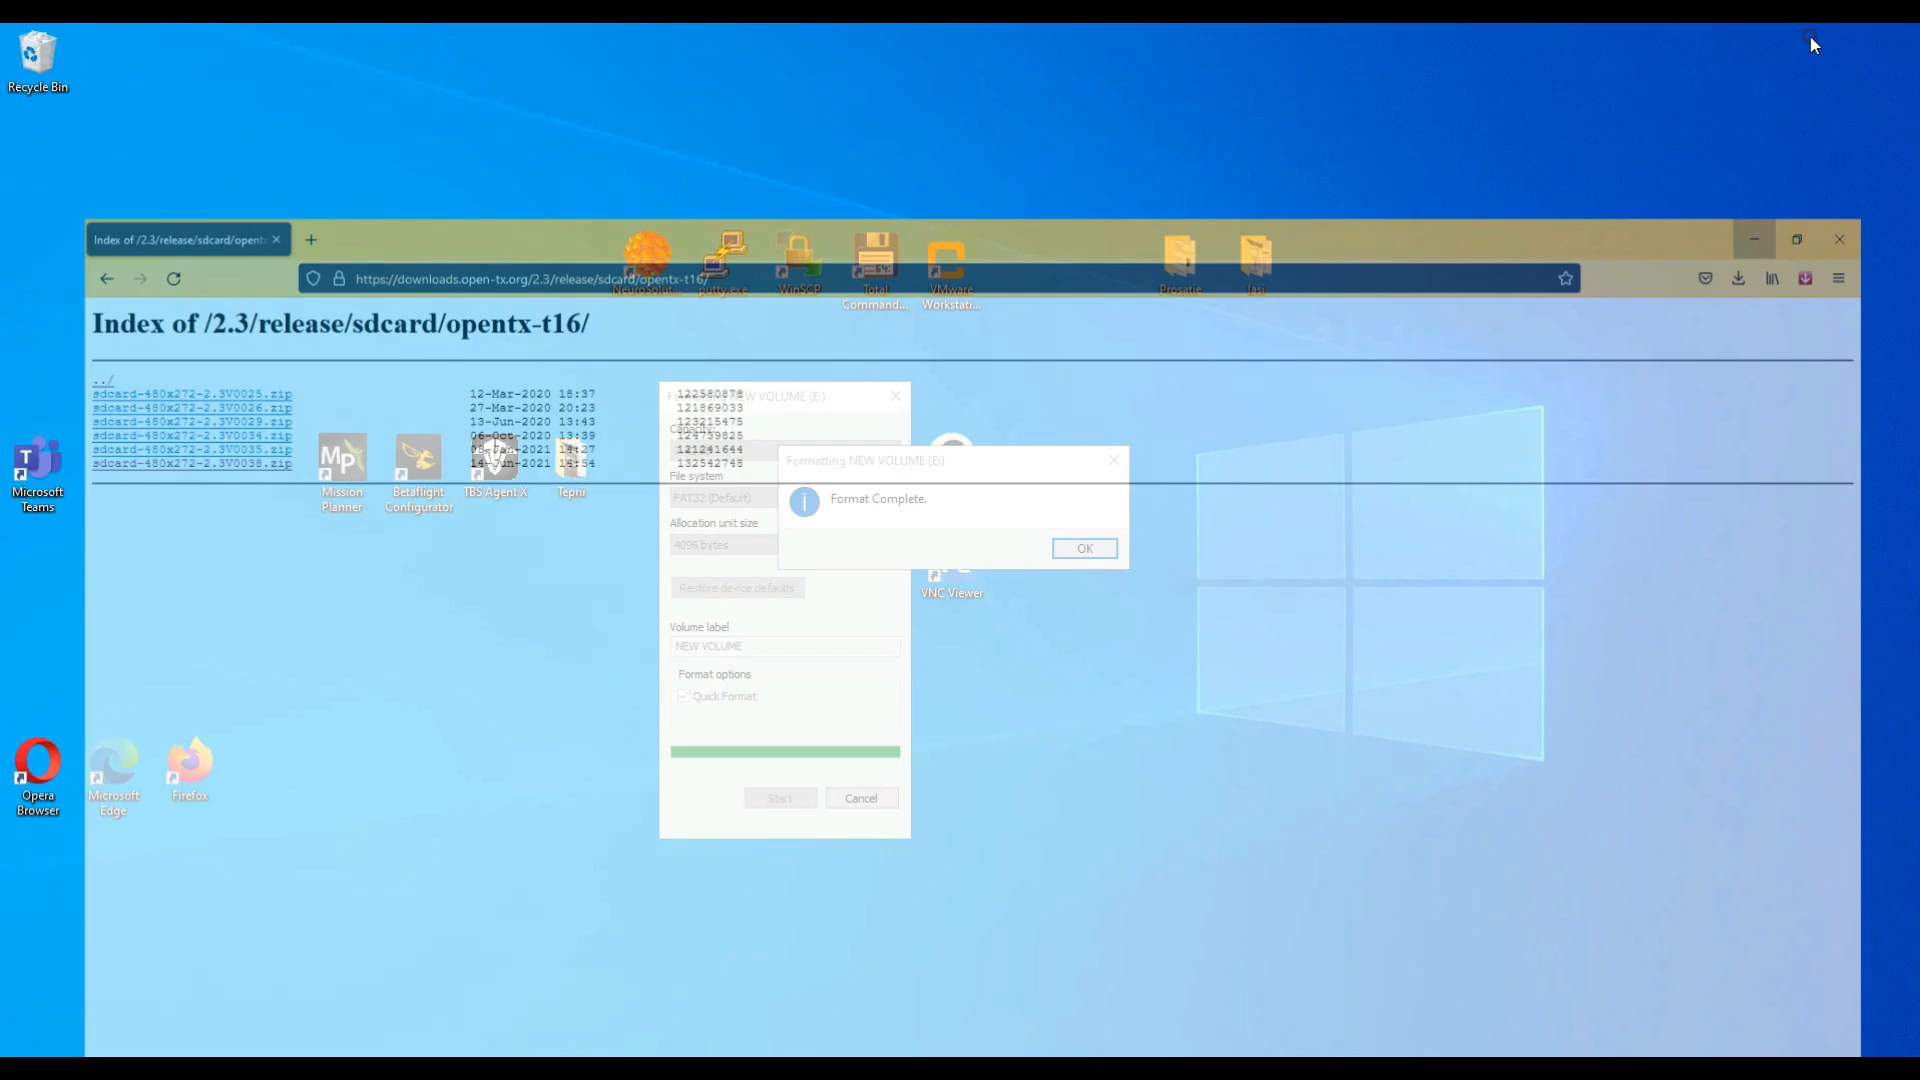 Recycle Bin
Index of /2.3/release/sdcard/opent
https://downloads.open-tx.org/2.3/release/sdcard/opentx-t16/
NeuroSolut...
putty.exe
WinSCP
Total
Command...
VMware
Workstati...
Prosatie
Jasi
Index of /2.3/release/sdcard/opentx-t16/
../
sdcard-480x272-2.3V0025.zip 12-Mar-2020 18:37 122580878
sdcard-480x272-2.3V0026.zip 27-Mar-2020 20:23 121869033
sdcard-480x272-2.3V0029.zip 13-Jun-2020 13:43 123215475
sdcard-480x272-2.3V0034.zip 06-Oct-2020 13:39 124739825
sdcard-480x272-2.3V0035.zip 08-Jan-2021 14:27 121241644
sdcard-480x272-2.3V0038.zip 14-Jun-2021 14:54 132542748
NEW VOLUME (E:)
Capacity:
File system
FAT32 (Default)
Allocation unit size
4096 bytes
Restore device defaults
Volume label
NEW VOLUME
Format options
Quick Format
Start
Cancel
Formatting NEW VOLUME (E:)
Format Complete.
OK
Microsoft
Teams
Mp
Mission
Planner
Betaflight
Configurator
TBS Agent X
Teprii
VNC Viewer
Opera
Browser
Microsoft
Edge
Firefox